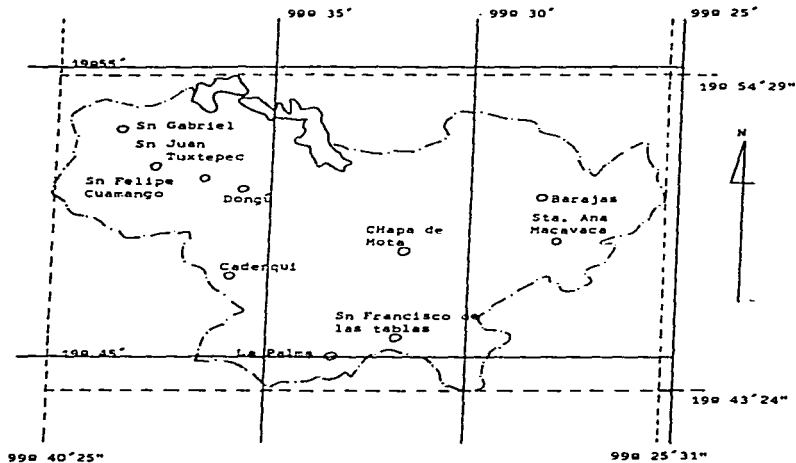 99º 35´
99º 30´
99º 25´
19º55´
19º 54´29"
Sn Gabriel
Sn Juan
Tuxtepec
Sn Felipe
Cuamango
Dongú
N
Barajas
Sta. Ana
Macavaca
CHapa de
Mota
Caderqui
Sn Francisco de
las tablas
La Palma
19º 45´
19º 43´24"
99º 40´25"
99º 25´31"